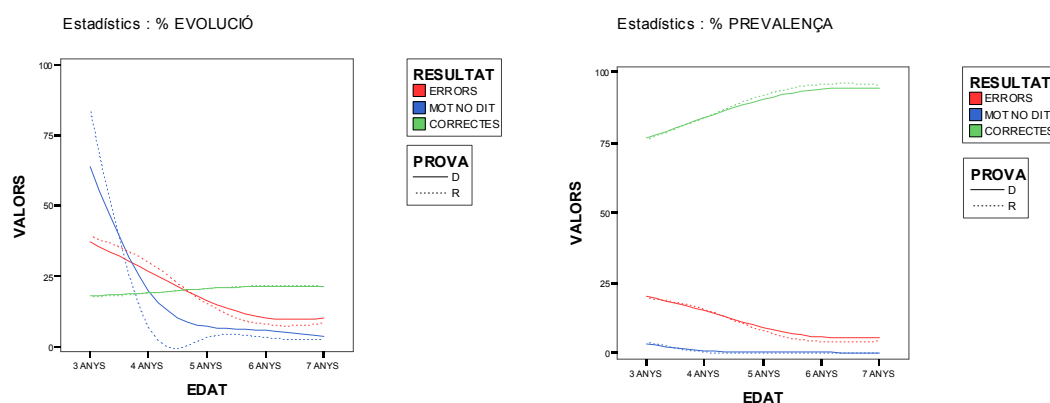 Estadístics : % EVOLUCIÓ
100
75
50
25
0
VALORS
3 ANYS 4 ANYS 5 ANYS 6 ANYS 7 ANYS
EDAT
RESULTAT
ERRORS
MOT NO DIT
CORRECTES
PROVA
D
R
Estadístics : % PREVALENÇA
100
75
50
25
0
VALORS
3 ANYS 4 ANYS 5 ANYS 6 ANYS 7 ANYS
EDAT
RESULTAT
ERRORS
MOT NO DIT
CORRECTES
PROVA
D
R